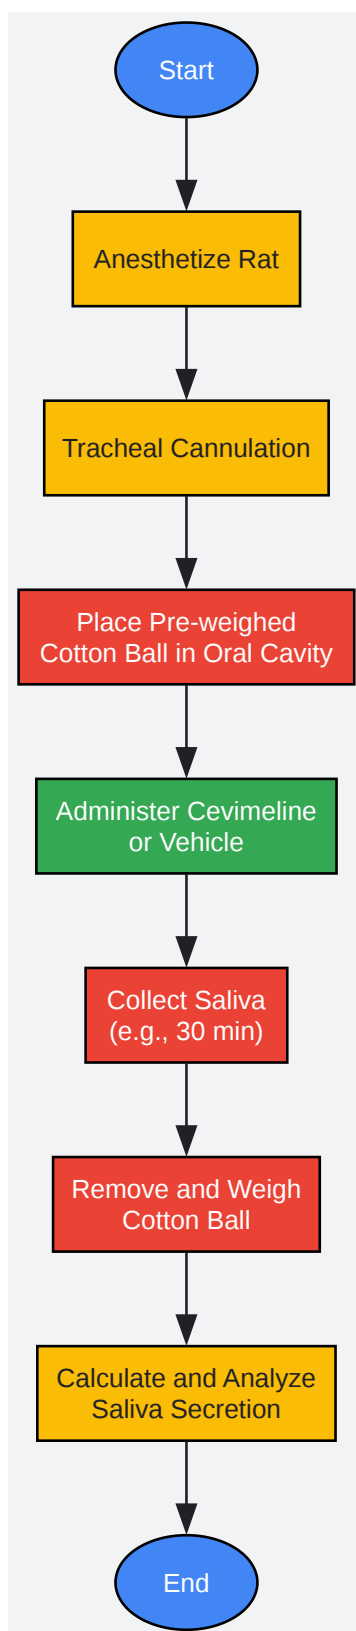 Start
Anesthetize Rat
Tracheal Cannulation
Place Pre-weighed
Cotton Ball in Oral Cavity
Administer Cevimeline
or Vehicle
Collect Saliva
(e.g., 30 min)
Remove and Weigh
Cotton Ball
Calculate and Analyze
Saliva Secretion
End